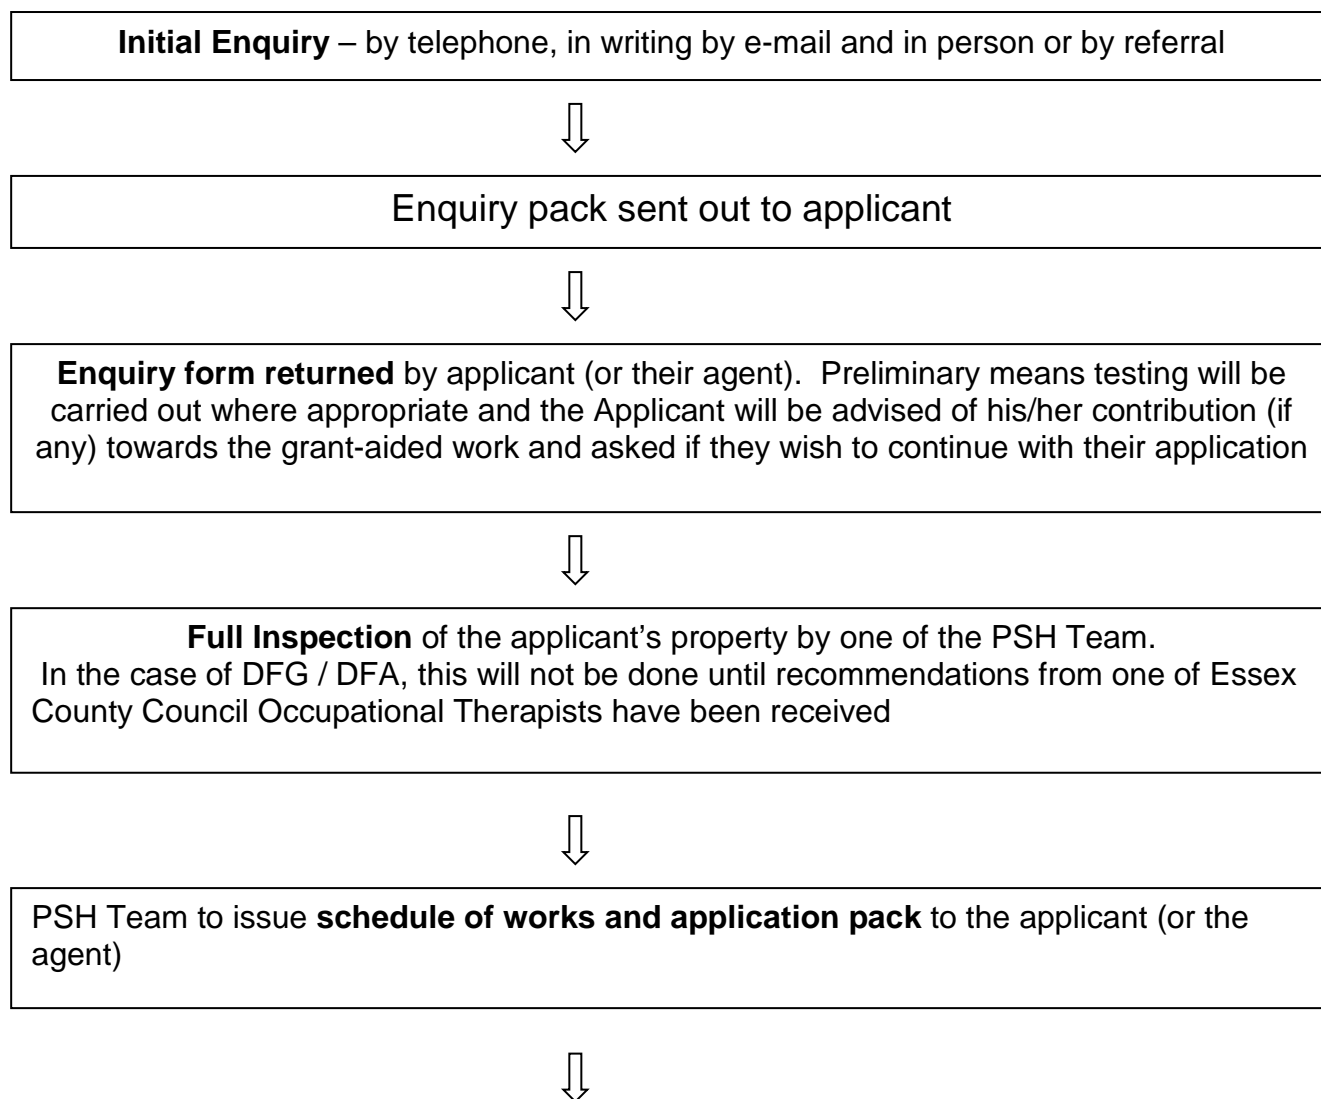 Initial Enquiry – by telephone, in writing by e-mail and in person or by referral
Enquiry pack sent out to applicant
Enquiry form returned by applicant (or their agent).  Preliminary means testing will be
carried out where appropriate and the Applicant will be advised of his/her contribution (if
any) towards the grant-aided work and asked if they wish to continue with their application
Full Inspection of the applicant’s property by one of the PSH Team.
In the case of DFG / DFA, this will not be done until recommendations from one of Essex
County Council Occupational Therapists have been received
PSH Team to issue schedule of works and application pack to the applicant (or the
agent)